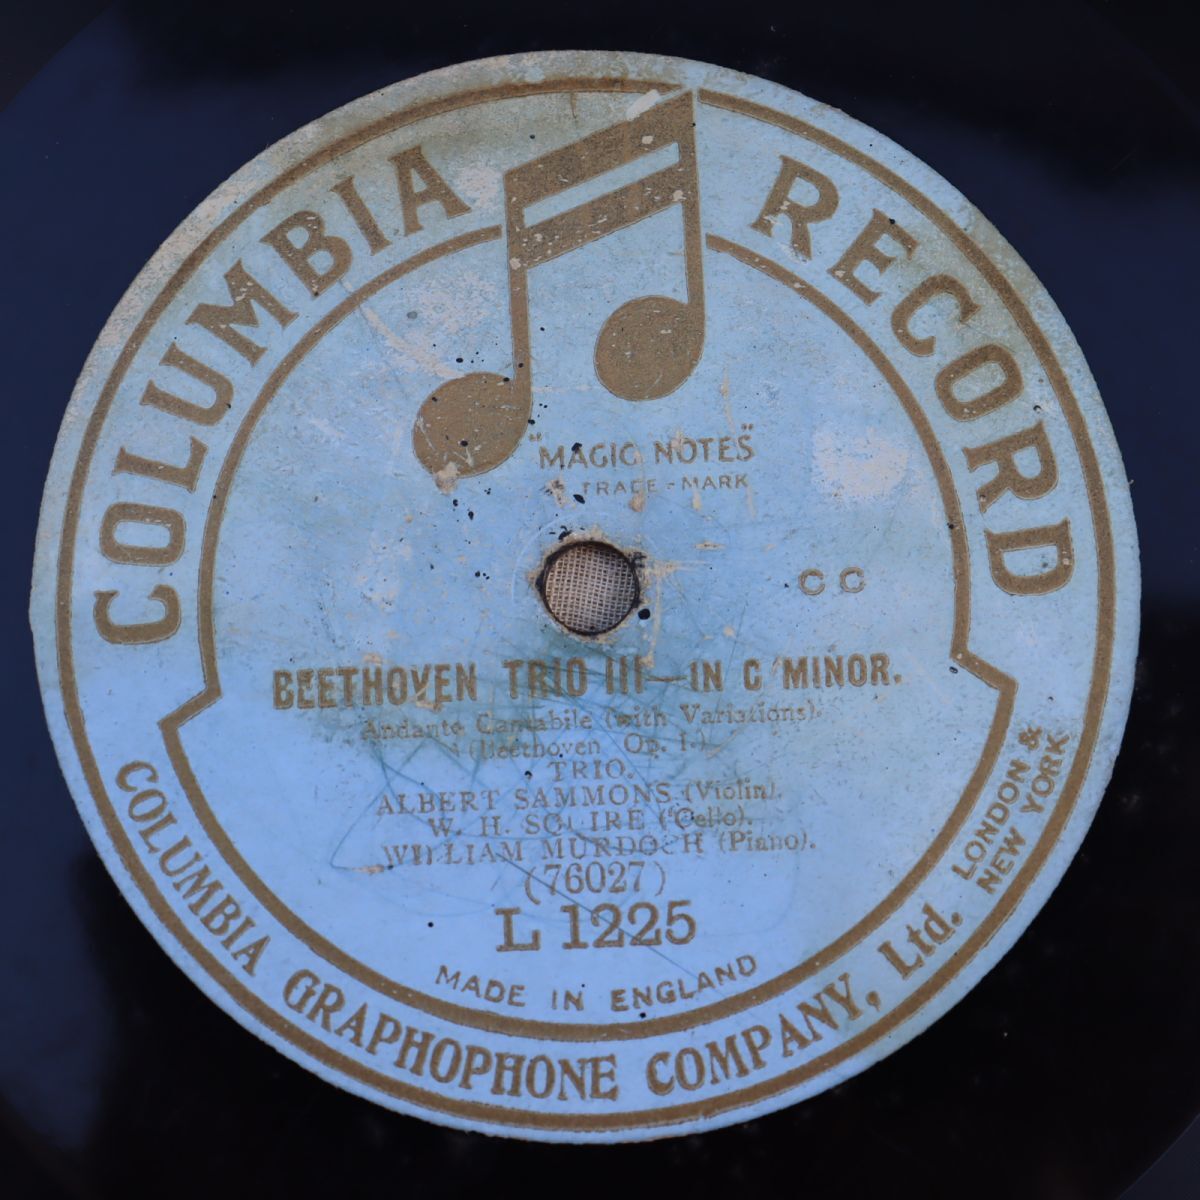 COLUMBIA RECORD
"MAGIC NOTES"
TRADE-MARK
C C
BEETHOVEN TRIO III—IN C MINOR.
Andante Cantabile (with Variations).
(Beethoven Op. 1.)
TRIO.
ALBERT SAMMONS (Violin).
W. H. SQUIRE ('Cello).
WILLIAM MURDOCH (Piano).
(76027)
L 1225
MADE IN ENGLAND
COLUMBIA GRAPHOPHONE COMPANY, Ltd. LONDON &
NEW YORK